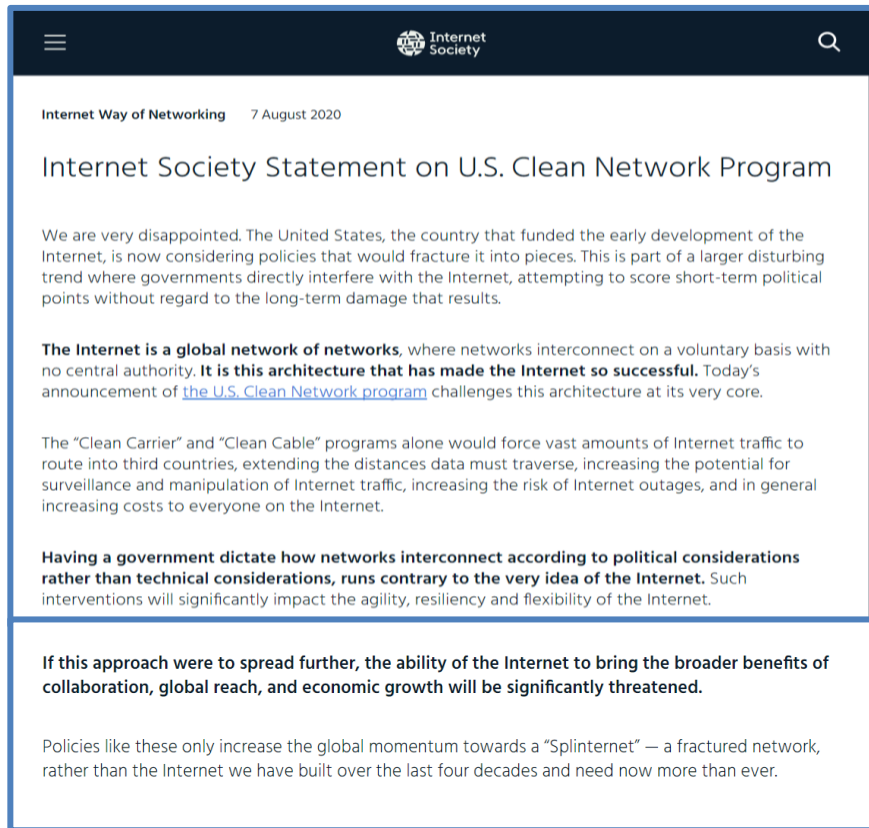 Internet
Society
Internet Way of Networking 7 August 2020
Internet Society Statement on U.S. Clean Network Program
We are very disappointed. The United States, the country that funded the early development of the
Internet, is now considering policies that would fracture it into pieces. This is part of a larger disturbing
trend where governments directly interfere with the Internet, attempting to score short-term political
points without regard to the long-term damage that results.
The Internet is a global network of networks, where networks interconnect on a voluntary basis with
no central authority. It is this architecture that has made the Internet so successful. Today’s
announcement of the U.S. Clean Network program challenges this architecture at its very core.
The “Clean Carrier” and “Clean Cable” programs alone would force vast amounts of Internet traffic to
route into third countries, extending the distances data must traverse, increasing the potential for
surveillance and manipulation of Internet traffic, increasing the risk of Internet outages, and in general
increasing costs to everyone on the Internet.
Having a government dictate how networks interconnect according to political considerations
rather than technical considerations, runs contrary to the very idea of the Internet. Such
interventions will significantly impact the agility, resiliency and flexibility of the Internet.
If this approach were to spread further, the ability of the Internet to bring the broader benefits of
collaboration, global reach, and economic growth will be significantly threatened.
Policies like these only increase the global momentum towards a “Splinternet” — a fractured network,
rather than the Internet we have built over the last four decades and need now more than ever.